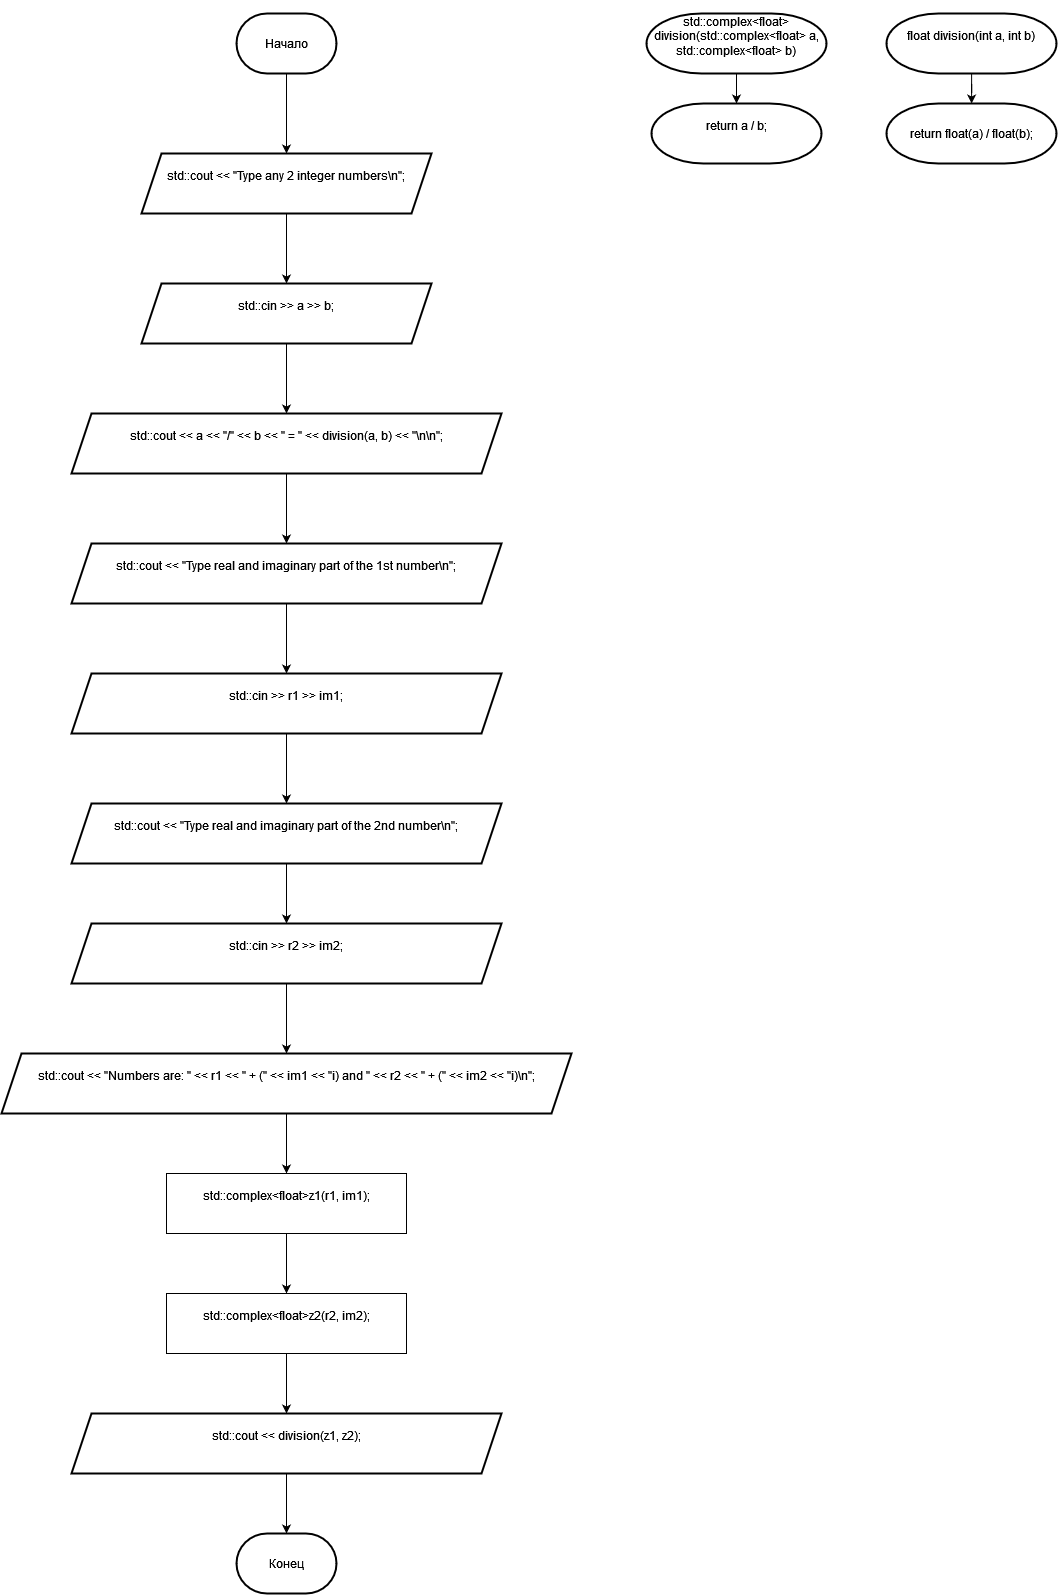 Начало
std::cout << "Type any 2 integer numbers\n";
std::cin >> a >> b;
std::cout << a << "/" << b << " = " << division(a, b) << "\n\n";
std::cout << "Type real and imaginary part of the 1st number\n";
std::cin >> r1 >> im1;
std::cout << "Type real and imaginary part of the 2nd number\n";
std::cin >> r2 >> im2;
std::cout << "Numbers are: " << r1 << " + (" << im1 << "i) and " << r2 << " + (" << im2 << "i)\n";
std::complex<float>z1(r1, im1);
std::complex<float>z2(r2, im2);
std::cout << division(z1, z2);
Конец
std::complex<float>
division(std::complex<float> a,
std::complex<float> b)
return a / b;
float division(int a, int b)
return float(a) / float(b);